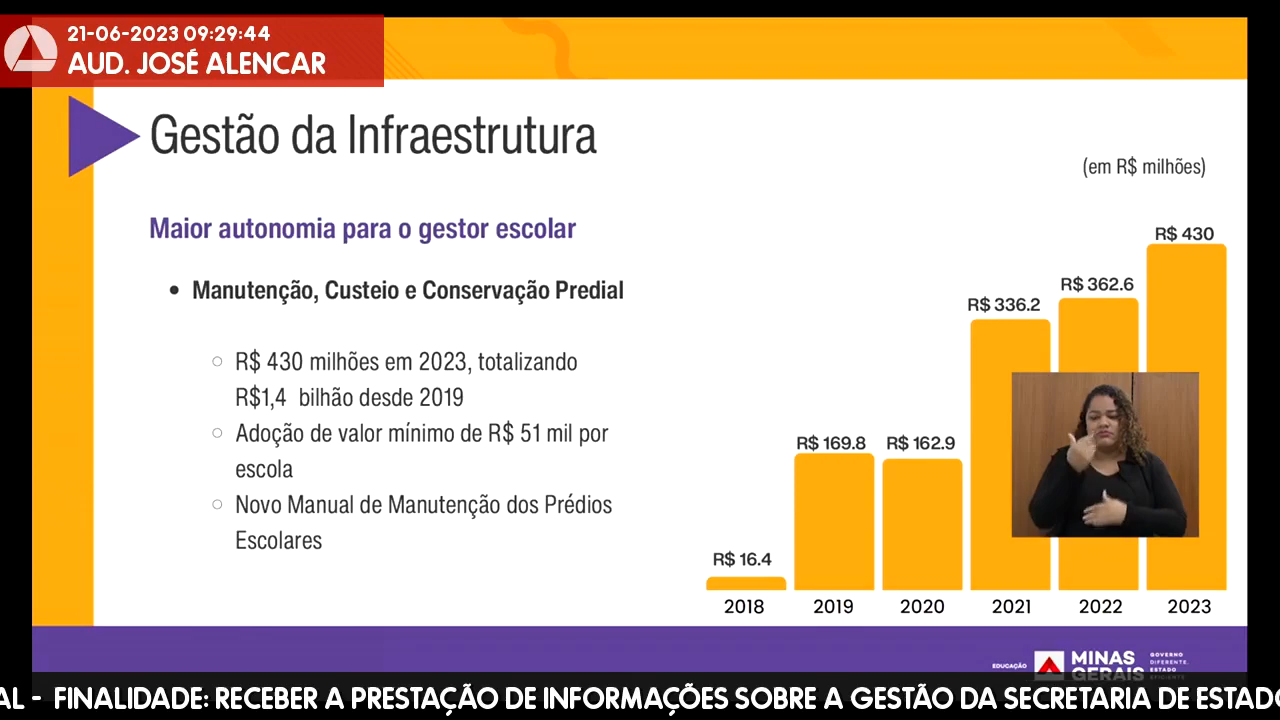 21-06-2023 09:29:44
AUD. JOSÉ ALENCAR
Gestão da Infraestrutura
(em R$ milhões)
Maior autonomia para o gestor escolar
• Manutenção, Custeio e Conservação Predial
○ R$ 430 milhões em 2023, totalizando
R$1,4 bilhão desde 2019
○ Adoção de valor mínimo de R$ 51 mil por
escola
○ Novo Manual de Manutenção dos Prédios
Escolares
R$ 16.4
R$ 169.8
R$ 162.9
R$ 336.2
R$ 362.6
R$ 430
2018 2019 2020 2021 2022 2023
EDUCAÇÃO
MINAS
GERAIS
GOVERNO
DIFERENTE.
ESTADO
EFICIENTE
AL - FINALIDADE: RECEBER A PRESTAÇÃO DE INFORMAÇÕES SOBRE A GESTÃO DA SECRETARIA DE ESTADO